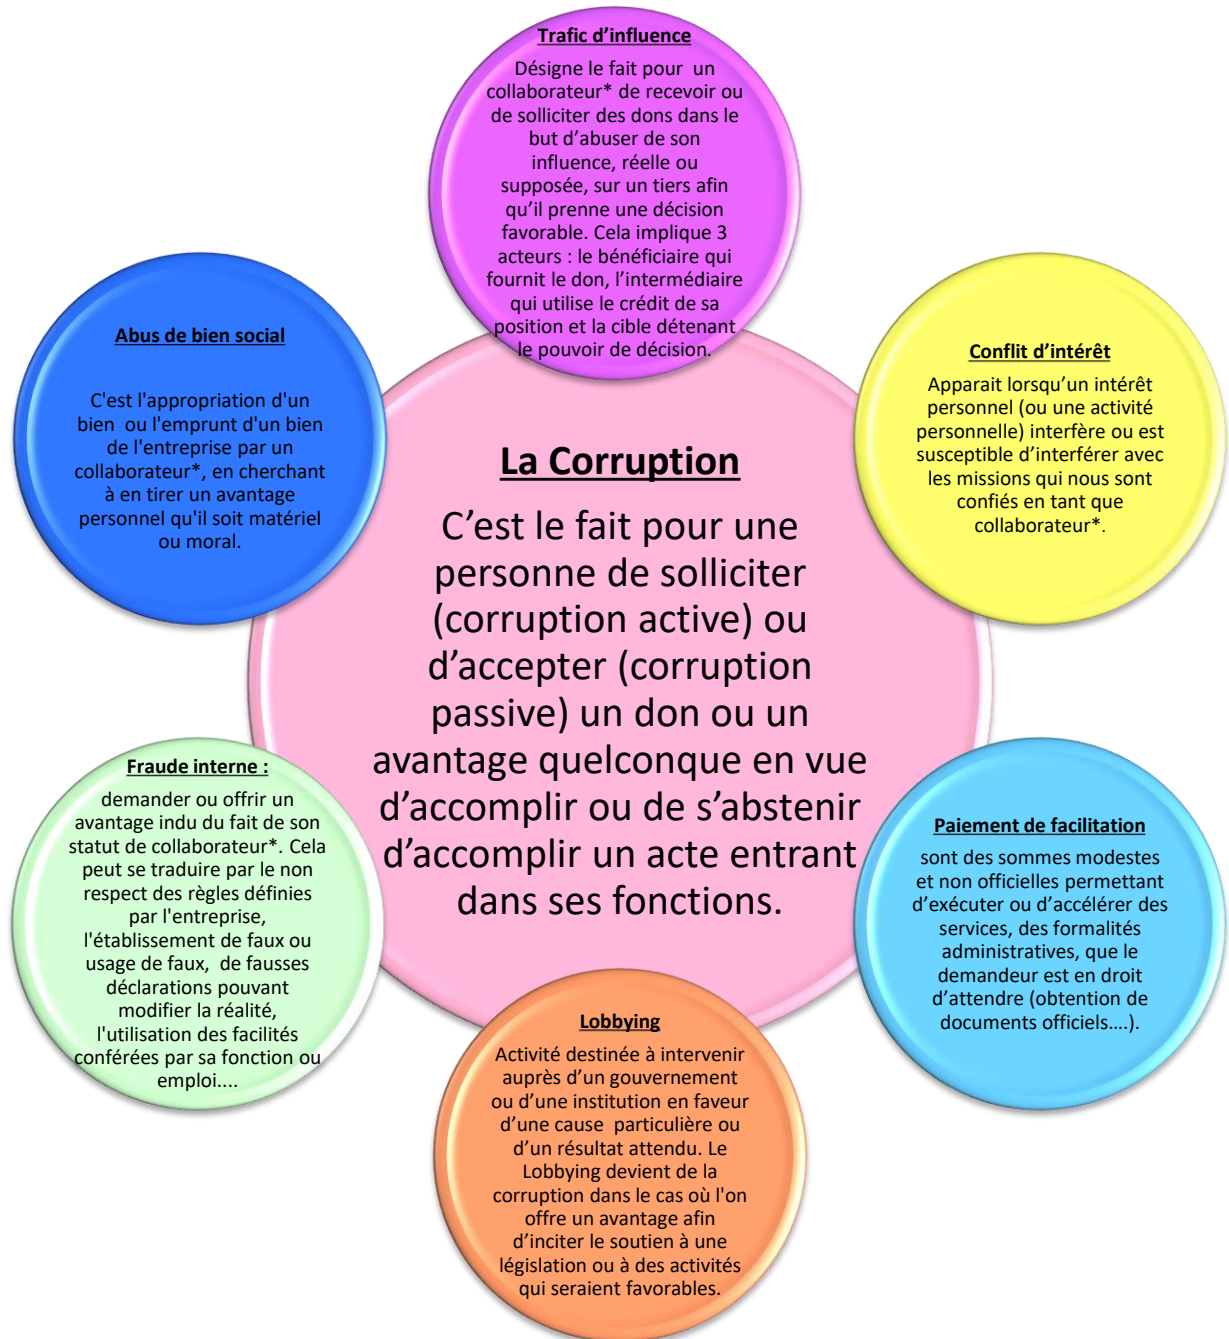 Trafic d’influence
Désigne le fait pour un
collaborateur* de recevoir ou
de solliciter des dons dans le
but d’abuser de son
influence, réelle ou
supposée, sur un tiers afin
qu’il prenne une décision
favorable. Cela implique 3
acteurs : le bénéficiaire qui
fournit le don, l’intermédiaire
qui utilise le crédit de sa
position et la cible détenant
le pouvoir de décision.
Abus de bien social
C'est l'appropriation d'un
bien ou l'emprunt d'un bien
de l'entreprise par un
collaborateur*, en cherchant
à en tirer un avantage
personnel qu'il soit matériel
ou moral.
Conflit d’intérêt
Apparait lorsqu’un intérêt
personnel (ou une activité
personnelle) interfère ou est
susceptible d’interférer avec
les missions qui nous sont
confiés en tant que
collaborateur*.
La Corruption
C’est le fait pour une
personne de solliciter
(corruption active) ou
d’accepter (corruption
passive) un don ou un
avantage quelconque en vue
d’accomplir ou de s’abstenir
d’accomplir un acte entrant
dans ses fonctions.
Fraude interne :
demander ou offrir un
avantage indu du fait de son
statut de collaborateur*. Cela
peut se traduire par le non
respect des règles définies
par l'entreprise,
l'établissement de faux ou
usage de faux, de fausses
déclarations pouvant
modifier la réalité,
l'utilisation des facilités
conférées par sa fonction ou
emploi....
Paiement de facilitation
sont des sommes modestes
et non officielles permettant
d’exécuter ou d’accélérer des
services, des formalités
administratives, que le
demandeur est en droit
d’attendre (obtention de
documents officiels….).
Lobbying
Activité destinée à intervenir
auprès d’un gouvernement
ou d’une institution en faveur
d’une cause particulière ou
d’un résultat attendu. Le
Lobbying devient de la
corruption dans le cas où l'on
offre un avantage afin
d’inciter le soutien à une
législation ou à des activités
qui seraient favorables.